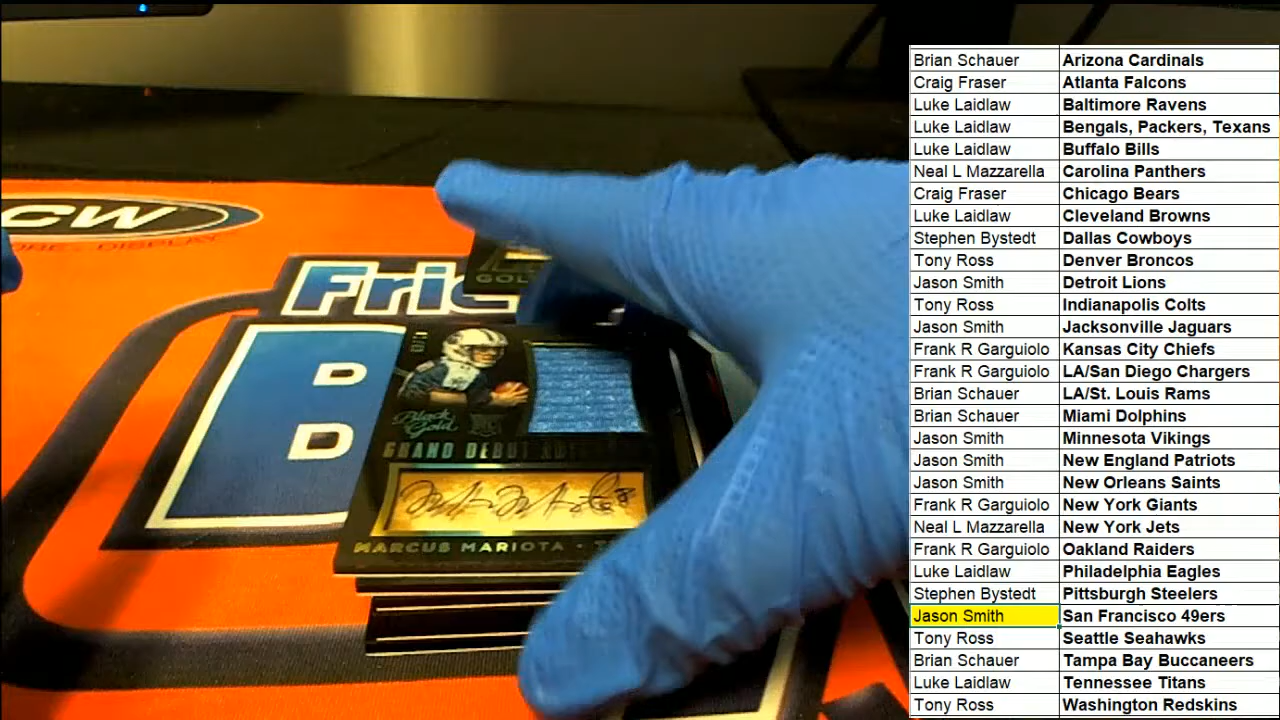 CW
Fric
D
D
GOL
Black Gold
RC
GRAND DEBUT
MARCUS MARIOTA • T
Brian Schauer Arizona Cardinals
Craig Fraser Atlanta Falcons
Luke Laidlaw Baltimore Ravens
Luke Laidlaw Bengals, Packers, Texans
Luke Laidlaw Buffalo Bills
Neal L Mazzarella Carolina Panthers
Craig Fraser Chicago Bears
Luke Laidlaw Cleveland Browns
Stephen Bystedt Dallas Cowboys
Tony Ross Denver Broncos
Jason Smith Detroit Lions
Tony Ross Indianapolis Colts
Jason Smith Jacksonville Jaguars
Frank R Garguiolo Kansas City Chiefs
Frank R Garguiolo LA/San Diego Chargers
Brian Schauer LA/St. Louis Rams
Brian Schauer Miami Dolphins
Jason Smith Minnesota Vikings
Jason Smith New England Patriots
Jason Smith New Orleans Saints
Frank R Garguiolo New York Giants
Neal L Mazzarella New York Jets
Frank R Garguiolo Oakland Raiders
Luke Laidlaw Philadelphia Eagles
Stephen Bystedt Pittsburgh Steelers
Jason Smith San Francisco 49ers
Tony Ross Seattle Seahawks
Brian Schauer Tampa Bay Buccaneers
Luke Laidlaw Tennessee Titans
Tony Ross Washington Redskins